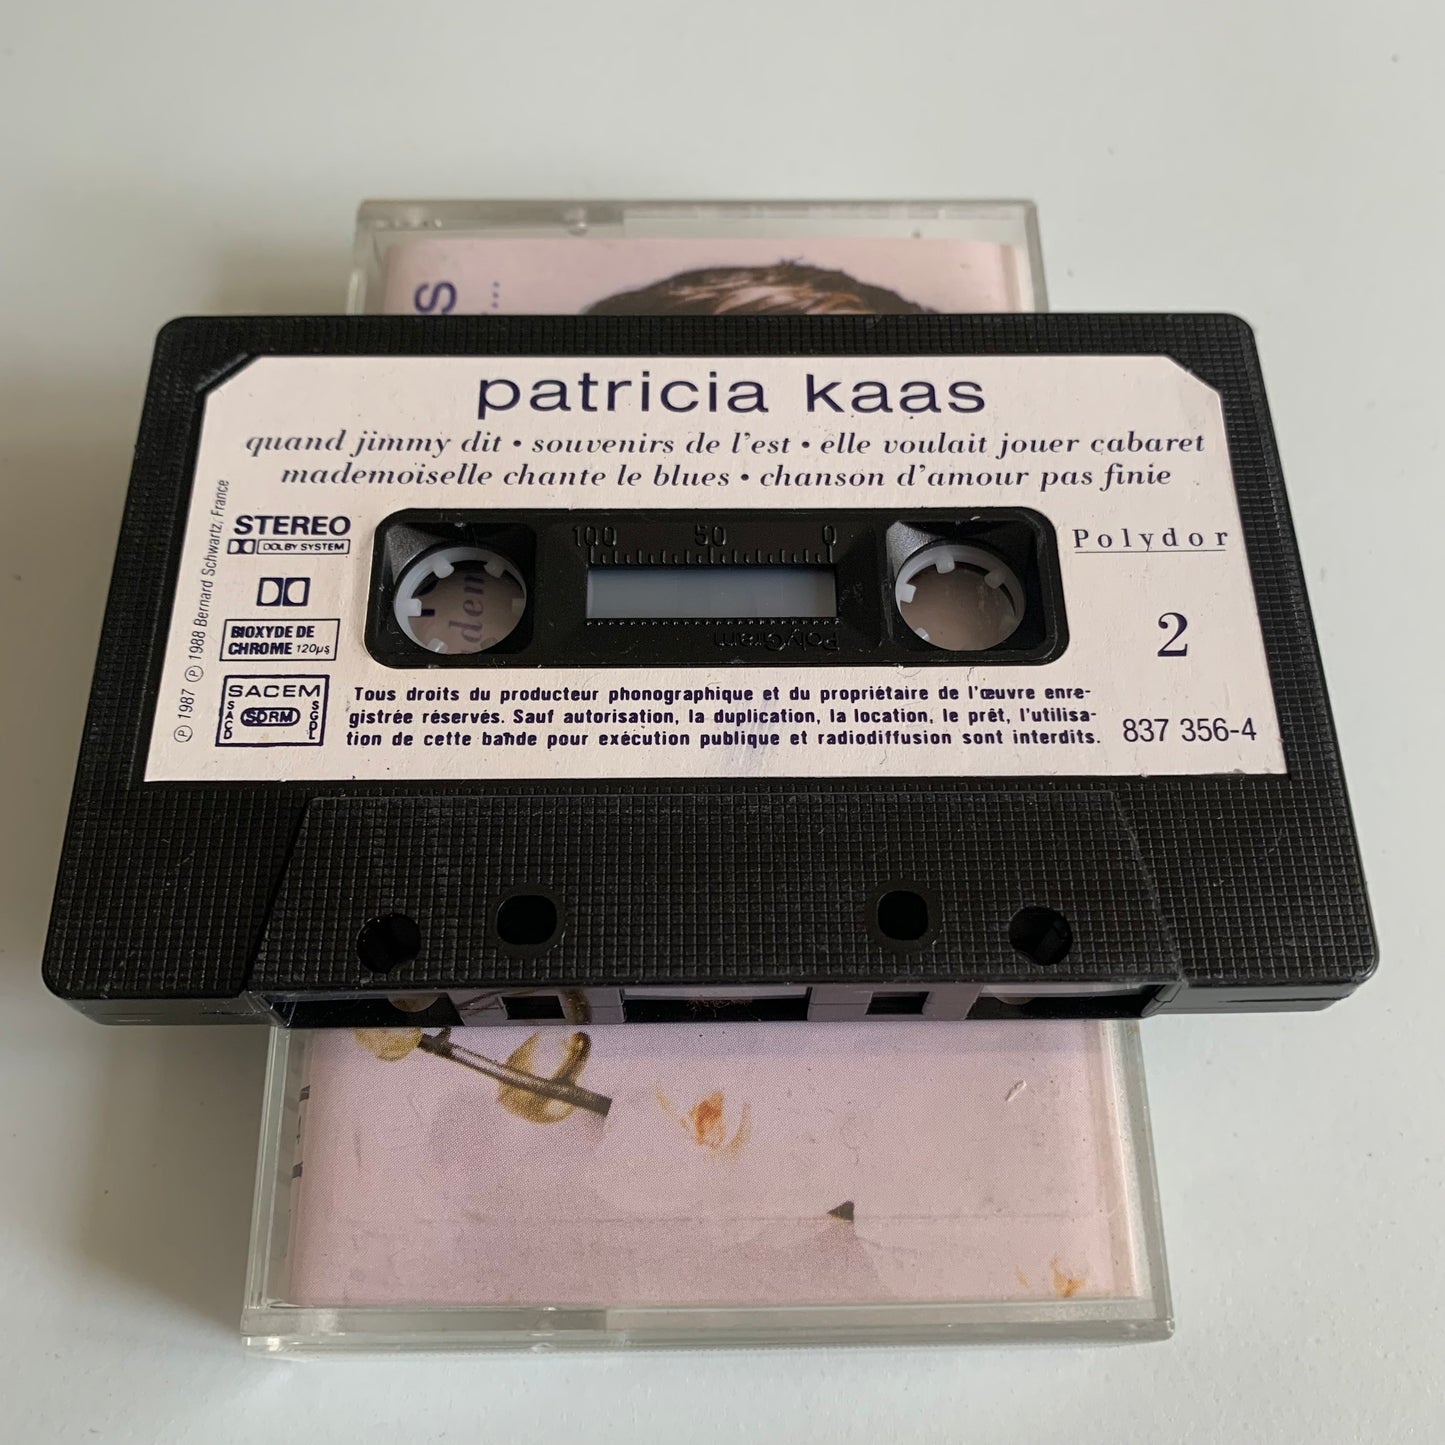 S
...
patricia kaas
quand jimmy dit • souvenirs de l'est • elle voulait jouer cabaret
mademoiselle chante le blues • chanson d'amour pas finie
STEREO
DOLBY SYSTEM
100 50 0
Polydor
BIOXYDE DE
CHROME 120µs
PolyGram
2
℗ 1987 ℗ 1988 Bernard Schwartz, France
SACEM
SACD
SDRM
SGDL
Tous droits du producteur phonographique et du propriétaire de l'œuvre enre-
gistrée réservés. Sauf autorisation, la duplication, la location, le prêt, l'utilisa-
tion de cette bande pour exécution publique et radiodiffusion sont interdits.
837 356-4